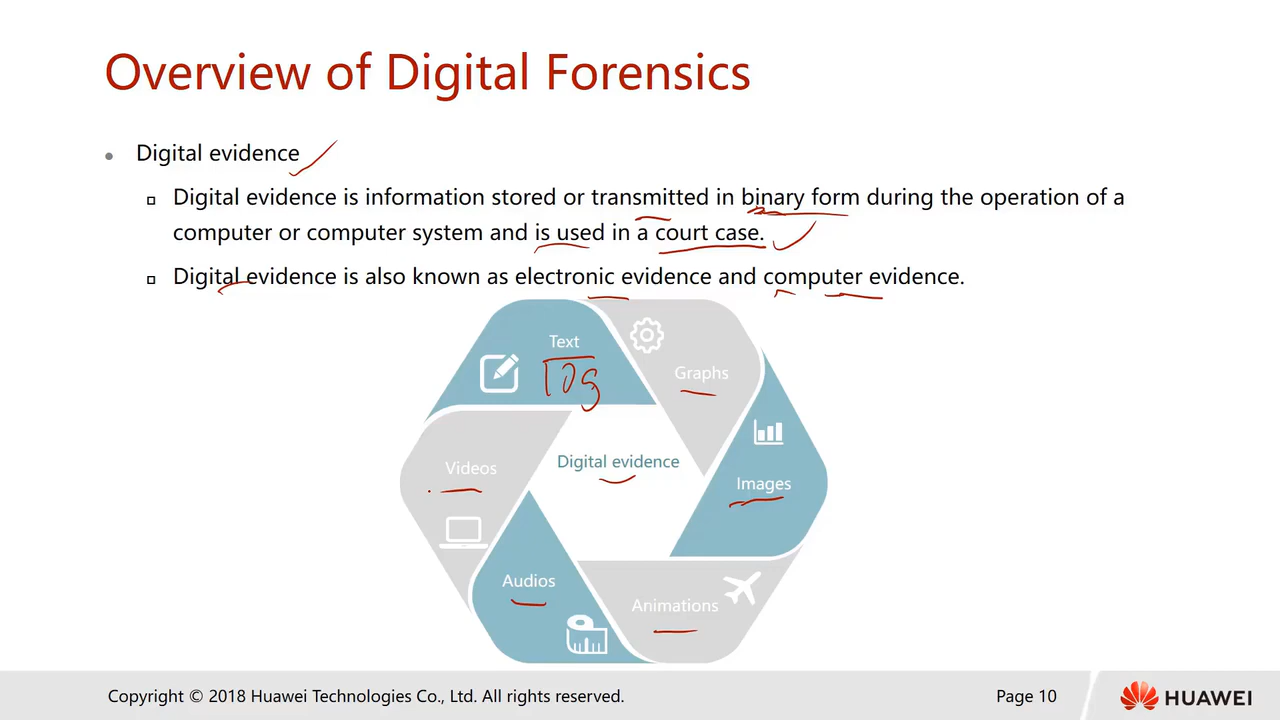 Overview of Digital Forensics
Digital evidence
Digital evidence is information stored or transmitted in binary form during the operation of a
computer or computer system and is used in a court case.
Digital evidence is also known as electronic evidence and computer evidence.
Text
log
Graphs
Videos
Digital evidence
Images
Audios
Animations
Copyright © 2018 Huawei Technologies Co., Ltd. All rights reserved.
Page 10
HUAWEI